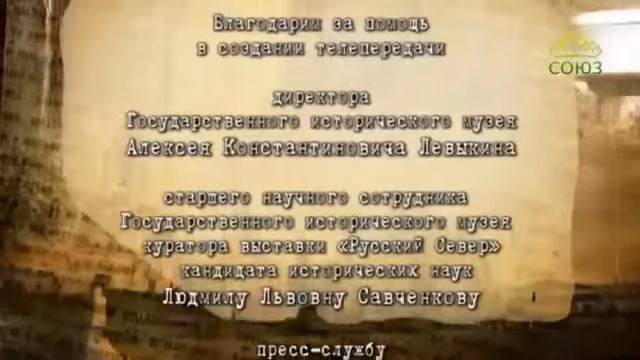 Благодарим за помощь
в создании телепередачи
СОЮЗ
директора
Государственного исторического музея
Алексея Константиновича Левыкина
старшего научного сотрудника
Государственного исторического музея
куратора выставки «Русский Север»
кандидата исторических наук
Людмилу Львовну Савченкову
пресс-службу